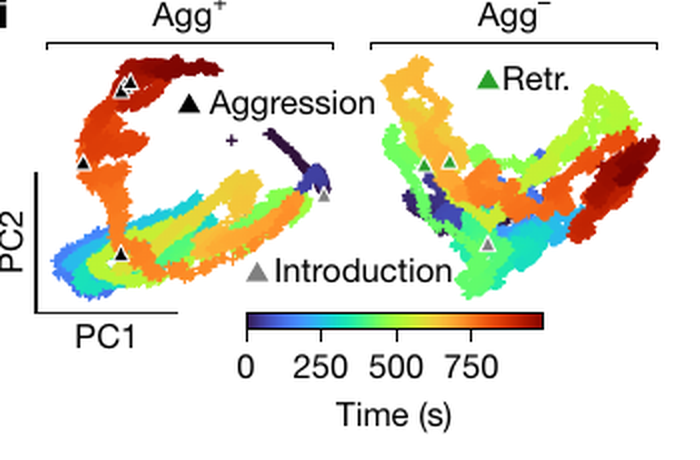 i
Agg+
Agg−
Retr.
Aggression
Introduction
PC2
PC1
0 250 500 750
Time (s)